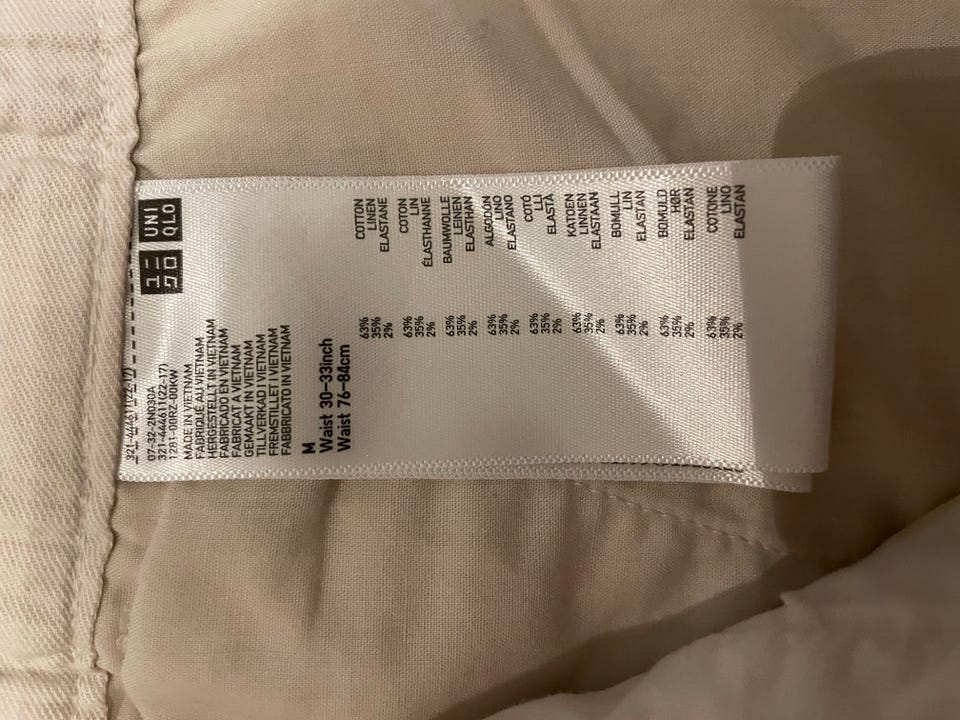 ユニ
クロ
UNI
QLO
321-444611(22-17)
07-32-2N030A
321-444611(22-17)
1281-00RZ-00KW
MADE IN VIETNAM
FABRIQUÉ AU VIETNAM
HERGESTELLT IN VIETNAM
FABRICADO EN VIETNAM
FABRICAT A VIETNAM
GEMAAKT IN VIETNAM
TILLVERKAD I VIETNAM
FREMSTILLET I VIETNAM
FABBRICATO IN VIETNAM
M
Waist 30–33inch
Waist 76–84cm
63% COTTON
35% LINEN
2% ELASTANE
63% COTON
35% LIN
2% ÉLASTHANNE
63% BAUMWOLLE
35% LEINEN
2% ELASTHAN
63% ALGODÓN
35% LINO
2% ELASTANO
63% COTÓ
35% LLI
2% ELASTÀ
63% KATOEN
35% LINNEN
2% ELASTAAN
63% BOMULL
35% LIN
2% ELASTAN
63% BOMULD
35% HØR
2% ELASTAN
63% COTONE
35% LINO
2% ELASTAN